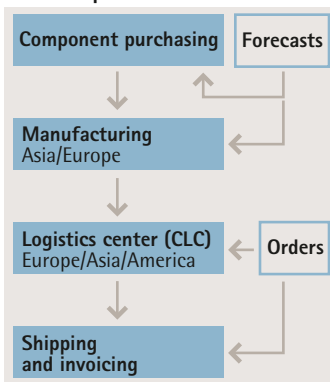 Component purchasing
Forecasts
Manufacturing
Asia/Europe
Logistics center (CLC)
Europe/Asia/America
Orders
Shipping
and invoicing